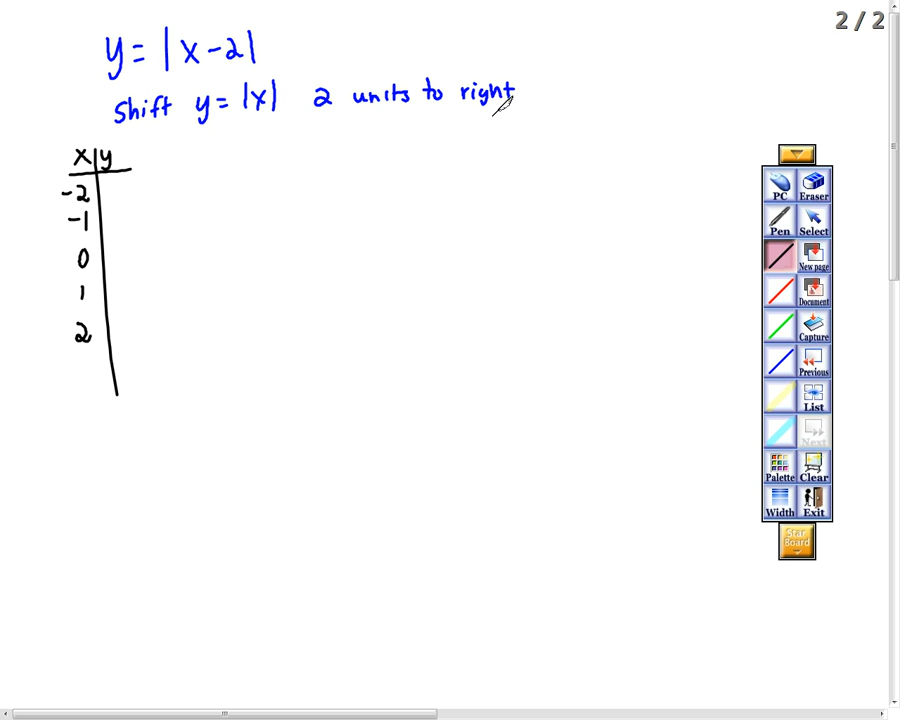 2 / 2
y = |x - 2|
Shift y = |x| 2 units to right
x y
-2
-1
0
1
2
PC Eraser
Pen Select
New page
Document
Capture
Previous
List
Next
Palette Clear
Width Exit
Star
Board